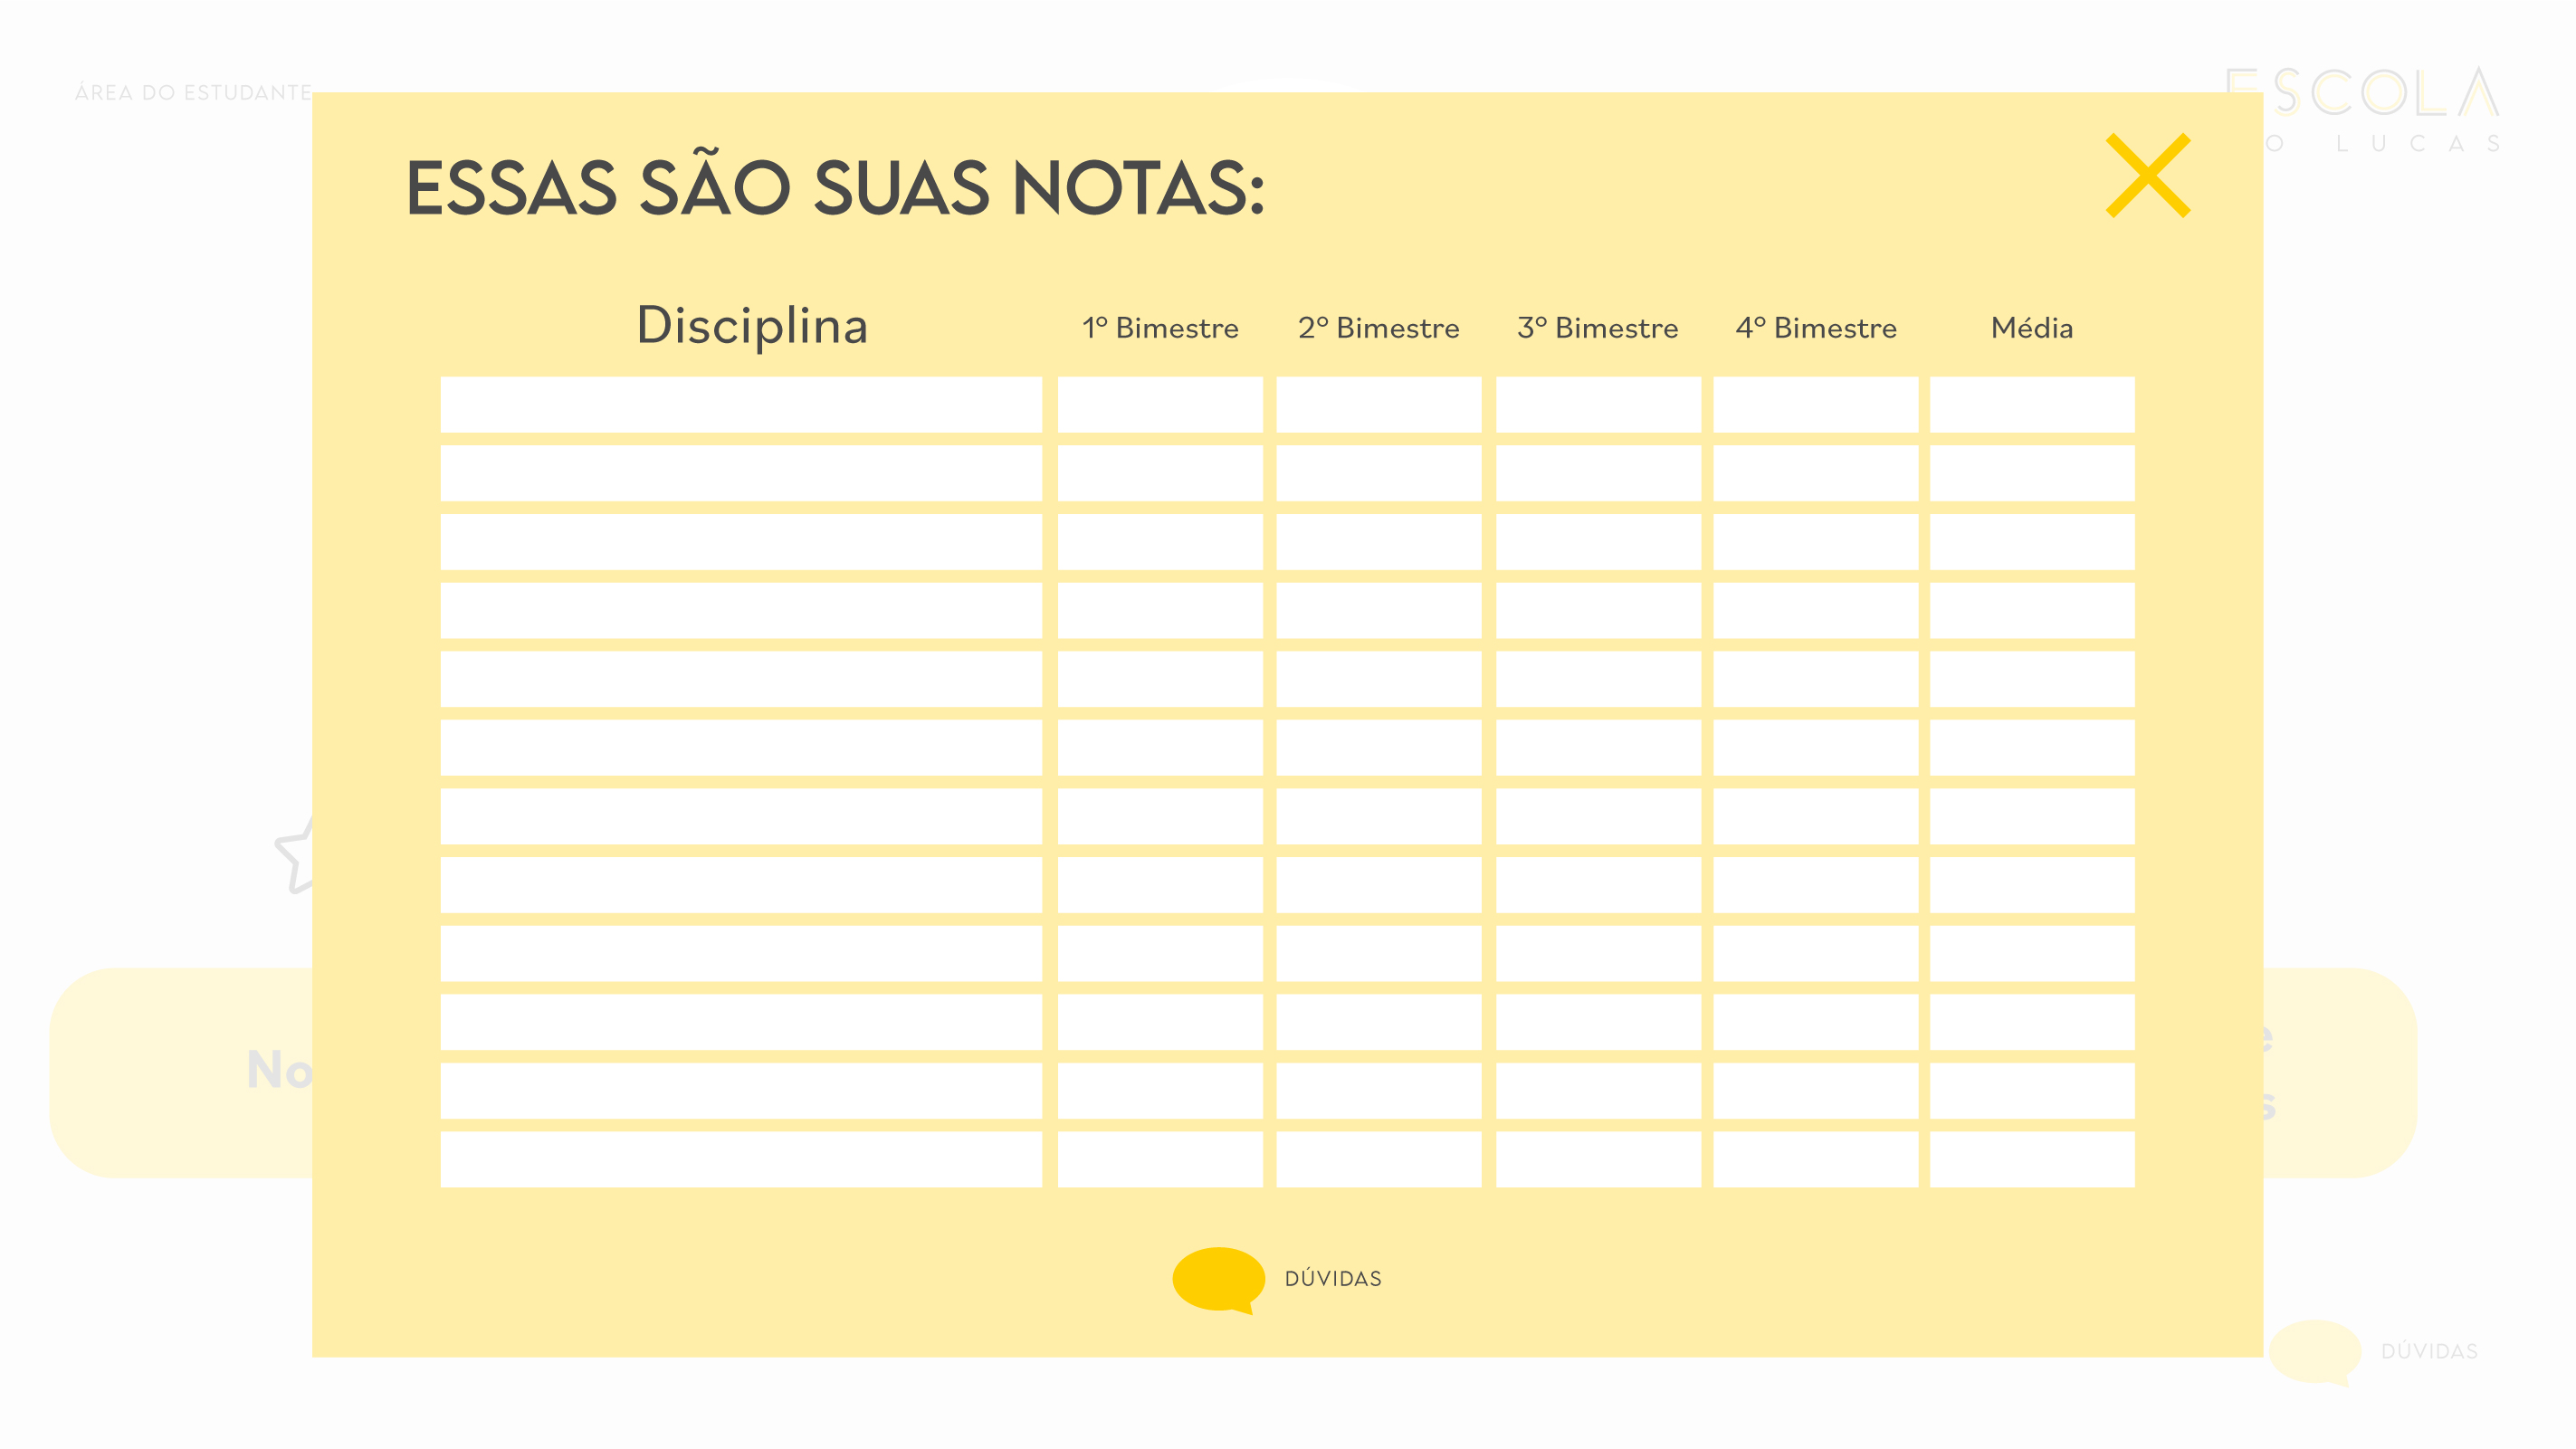 ÁREA DO ESTUDANTE
ESCOLA
O LUCAS
ESSAS SÃO SUAS NOTAS:
Disciplina 1º Bimestre 2º Bimestre 3º Bimestre 4º Bimestre Média
No
e
s
DÚVIDAS
DÚVIDAS